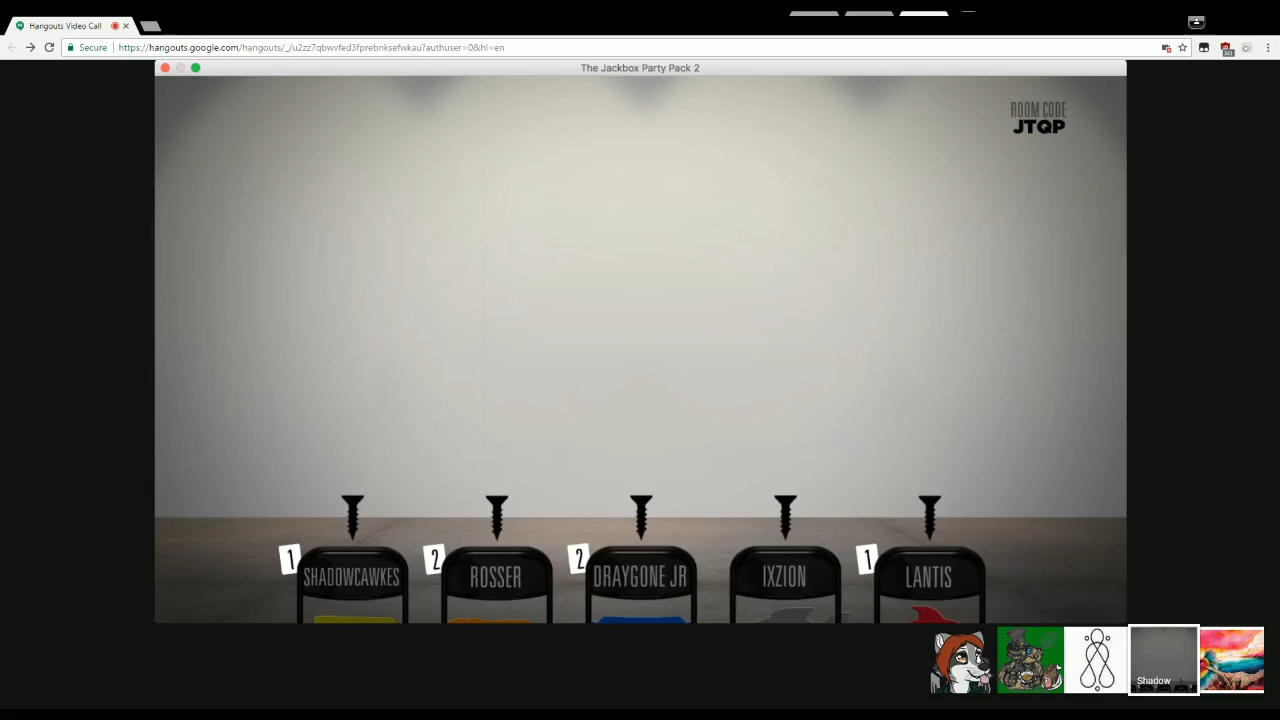 Hangouts Video Call
Secure
https://hangouts.google.com/hangouts/_/u2zz7qbwvfed3fprebnksefwkau?authuser=0&hl=en
The Jackbox Party Pack 2
ROOM CODE
JTQP
1
SHADOWCAWKES
2
ROSSER
2
DRAYGONE JR
IXZION
1
LANTIS
Shadow